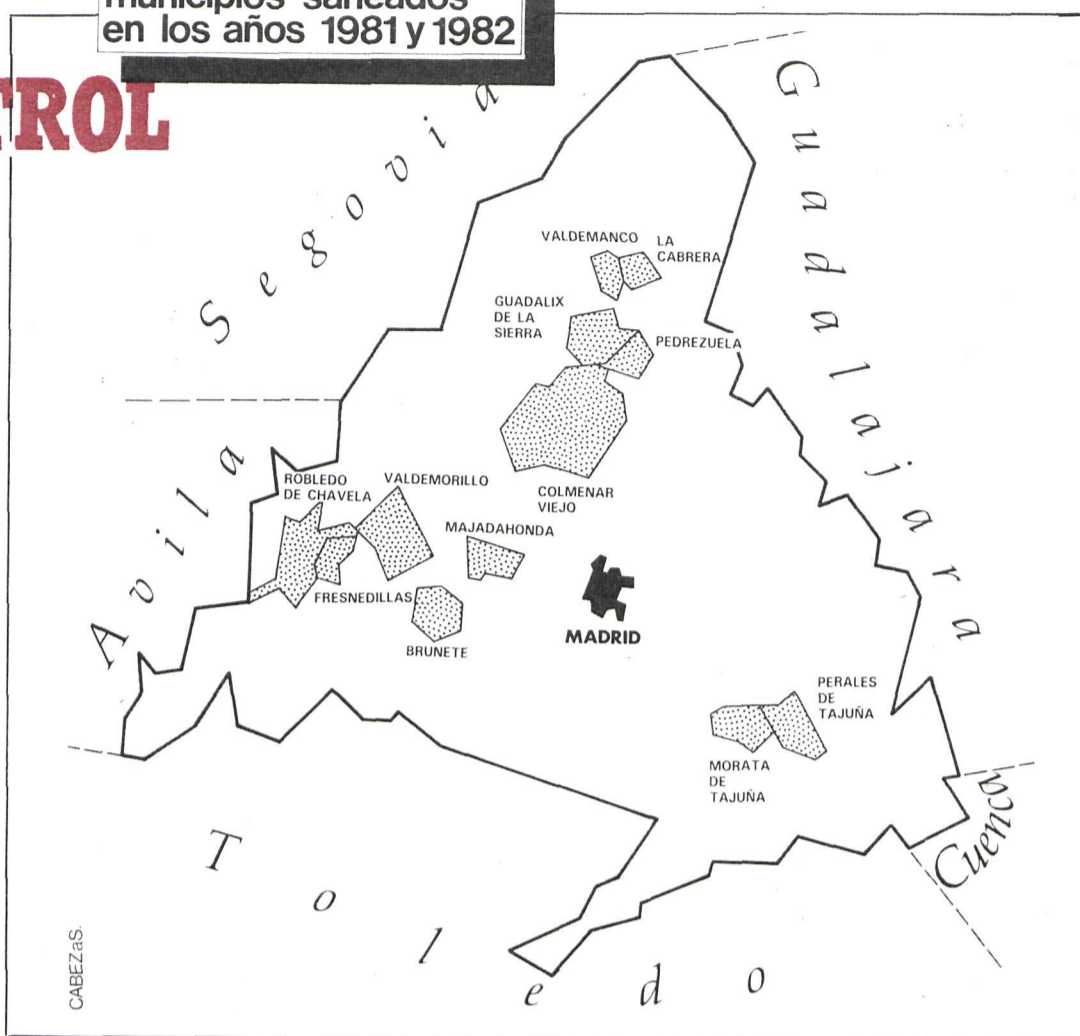 municipios saneados
en los años 1981 y 1982
TROL
Segovia
Guadalajara
VALDEMANCO
LA
CABRERA
GUADALIX
DE LA
SIERRA
PEDREZUELA
COLMENAR
VIEJO
Avila
ROBLEDO
DE CHAVELA
VALDEMORILLO
MAJADAHONDA
FRESNEDILLAS
BRUNETE
MADRID
PERALES
DE
TAJUÑA
MORATA
DE
TAJUÑA
Cuenca
Toledo
CABEZaS.